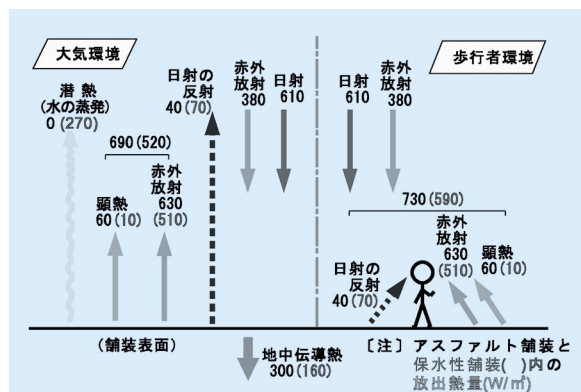 大気環境
潜熱
(水の蒸発)
0(270)
690(520)
顕熱
60(10)
赤外
放射
630
(510)
日射の
反射
40(70)
赤外
放射
380
日射
610
歩行者環境
日射
610
赤外
放射
380
730(590)
日射の
反射
40(70)
赤外
放射
630
(510)
顕熱
60(10)
(舗装表面)
地中伝導熱
300(160)
〔注〕アスファルト舗装と
保水性舗装( )内の
放出熱量(W/㎡)